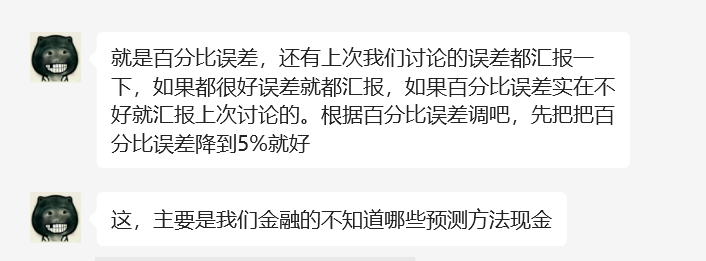 就是百分比误差，还有上次我们讨论的误差都汇报一
下，如果都很好误差就都汇报，如果百分比误差实在不
好就汇报上次讨论的。根据百分比误差调吧，先把把百
分比误差降到5%就好
这，主要是我们金融的不知道哪些预测方法现金